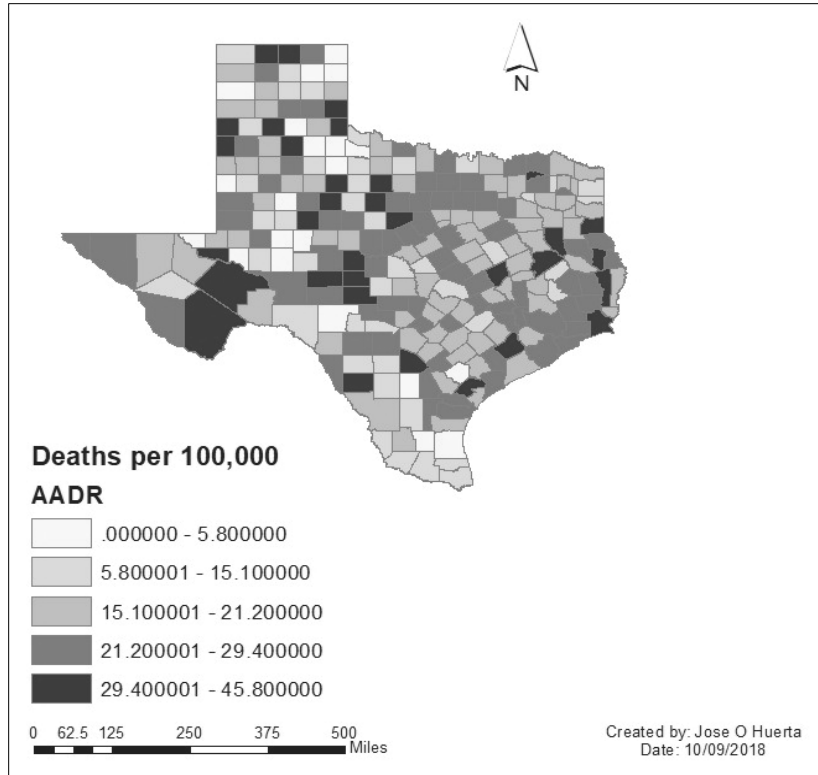 N
Deaths per 100,000
AADR
.000000 - 5.800000
5.800001 - 15.100000
15.100001 - 21.200000
21.200001 - 29.400000
29.400001 - 45.800000
0 62.5 125 250 375 500
Miles
Created by: Jose O Huerta
Date: 10/09/2018